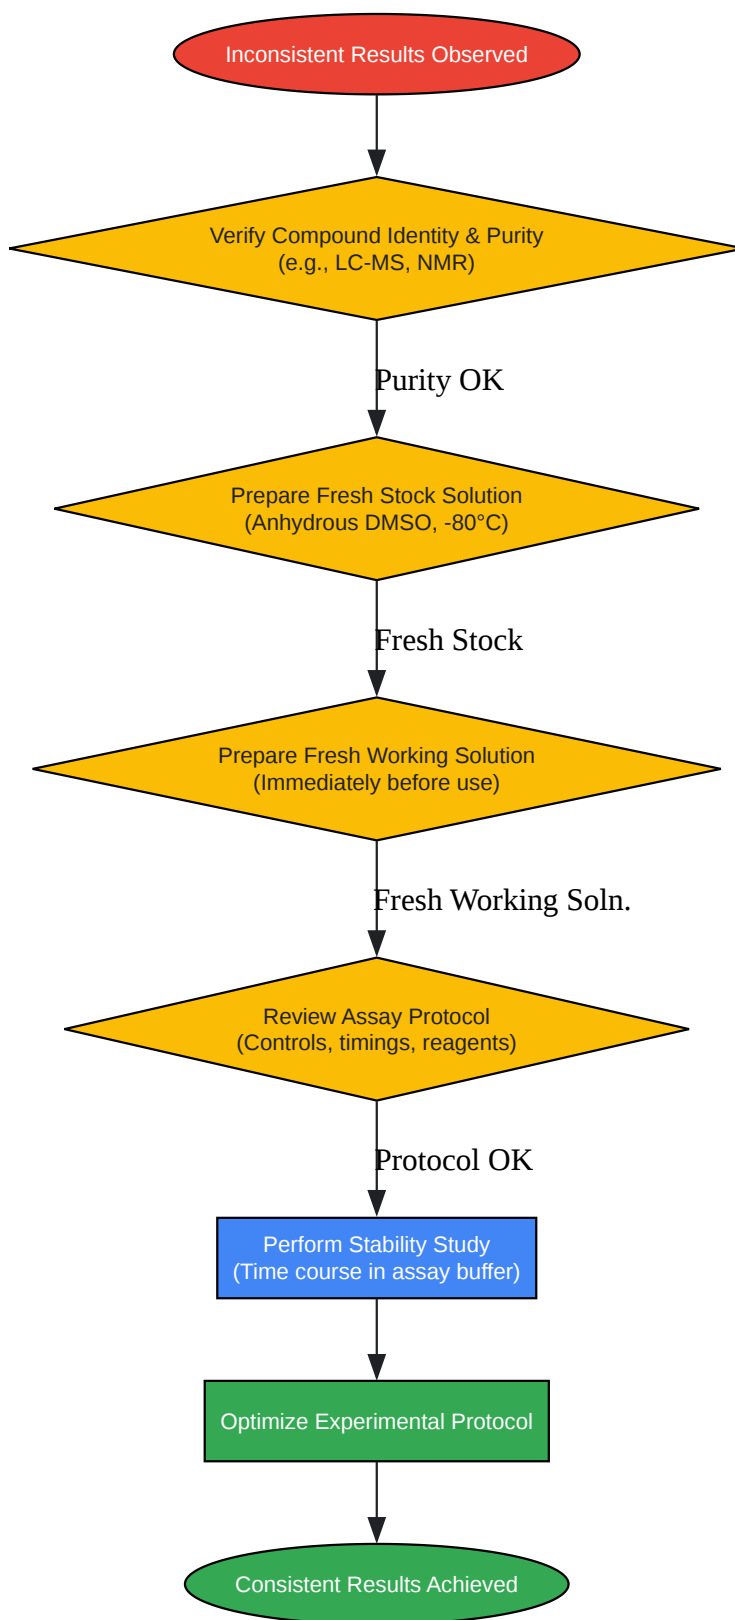 Inconsistent Results Observed
Verify Compound Identity & Purity
(e.g., LC-MS, NMR)
Purity OK
Prepare Fresh Stock Solution
(Anhydrous DMSO, -80°C)
Fresh Stock
Prepare Fresh Working Solution
(Immediately before use)
Fresh Working Soln.
Review Assay Protocol
(Controls, timings, reagents)
Protocol OK
Perform Stability Study
(Time course in assay buffer)
Optimize Experimental Protocol
Consistent Results Achieved